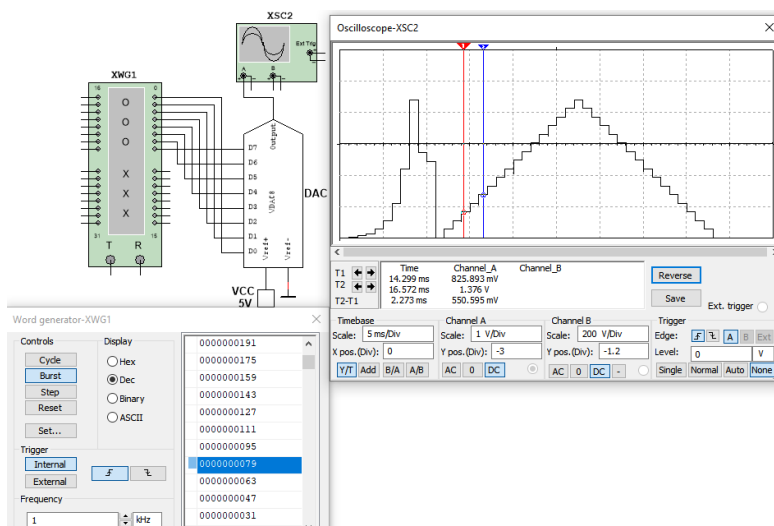 XSC2
Ext Trig
A
B
XWG1
16
0
O
O
O
X
X
X
31
15
T
R
D7
D6
D5
D4
D3
D2
D1
D0
Output
VDAC8
Vref+
Vref-
DAC
VCC
5V
Oscilloscope-XSC2
1
2
Time Channel_A Channel_B
T1 14.299 ms 825.893 mV
T2 16.572 ms 1.376 V
T2-T1 2.273 ms 550.595 mV
Reverse
Save
Ext. trigger
Timebase
Scale: 5 ms/Div
X pos.(Div): 0
Y/T Add B/A A/B
Channel A
Scale: 1 V/Div
Y pos.(Div): -3
AC 0 DC
Channel B
Scale: 200 V/Div
Y pos.(Div): -1.2
AC 0 DC -
Trigger
Edge: A B Ext
Level: 0 V
Single Normal Auto None
Word generator-XWG1
Controls
Cycle
Burst
Step
Reset
Set...
Display
Hex
Dec
Binary
ASCII
Trigger
Internal
External
Frequency
1 kHz
0000000191
0000000175
0000000159
0000000143
0000000127
0000000111
0000000095
0000000079
0000000063
0000000047
0000000031